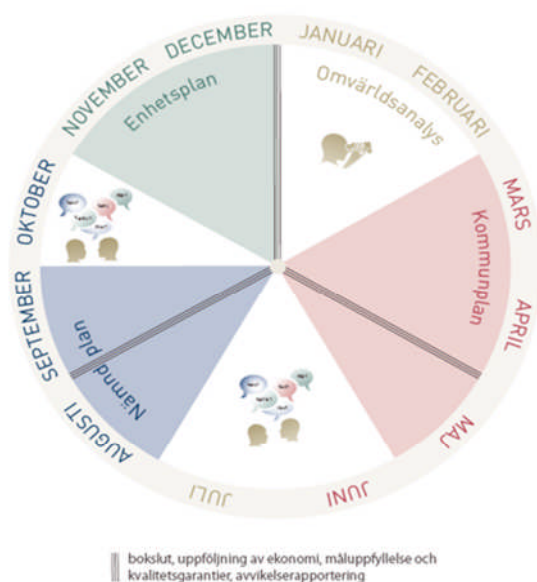 JANUARI
FEBRUARI
MARS
APRIL
MAJ
JUNI
JULI
AUGUSTI
SEPTEMBER
OKTOBER
NOVEMBER
DECEMBER
Omvärldsanalys
Kommunplan
Nämndplan
Enhetsplan
bokslut, uppföljning av ekonomi, måluppfyllelse och
kvalitetsgarantier, avvikelserapportering